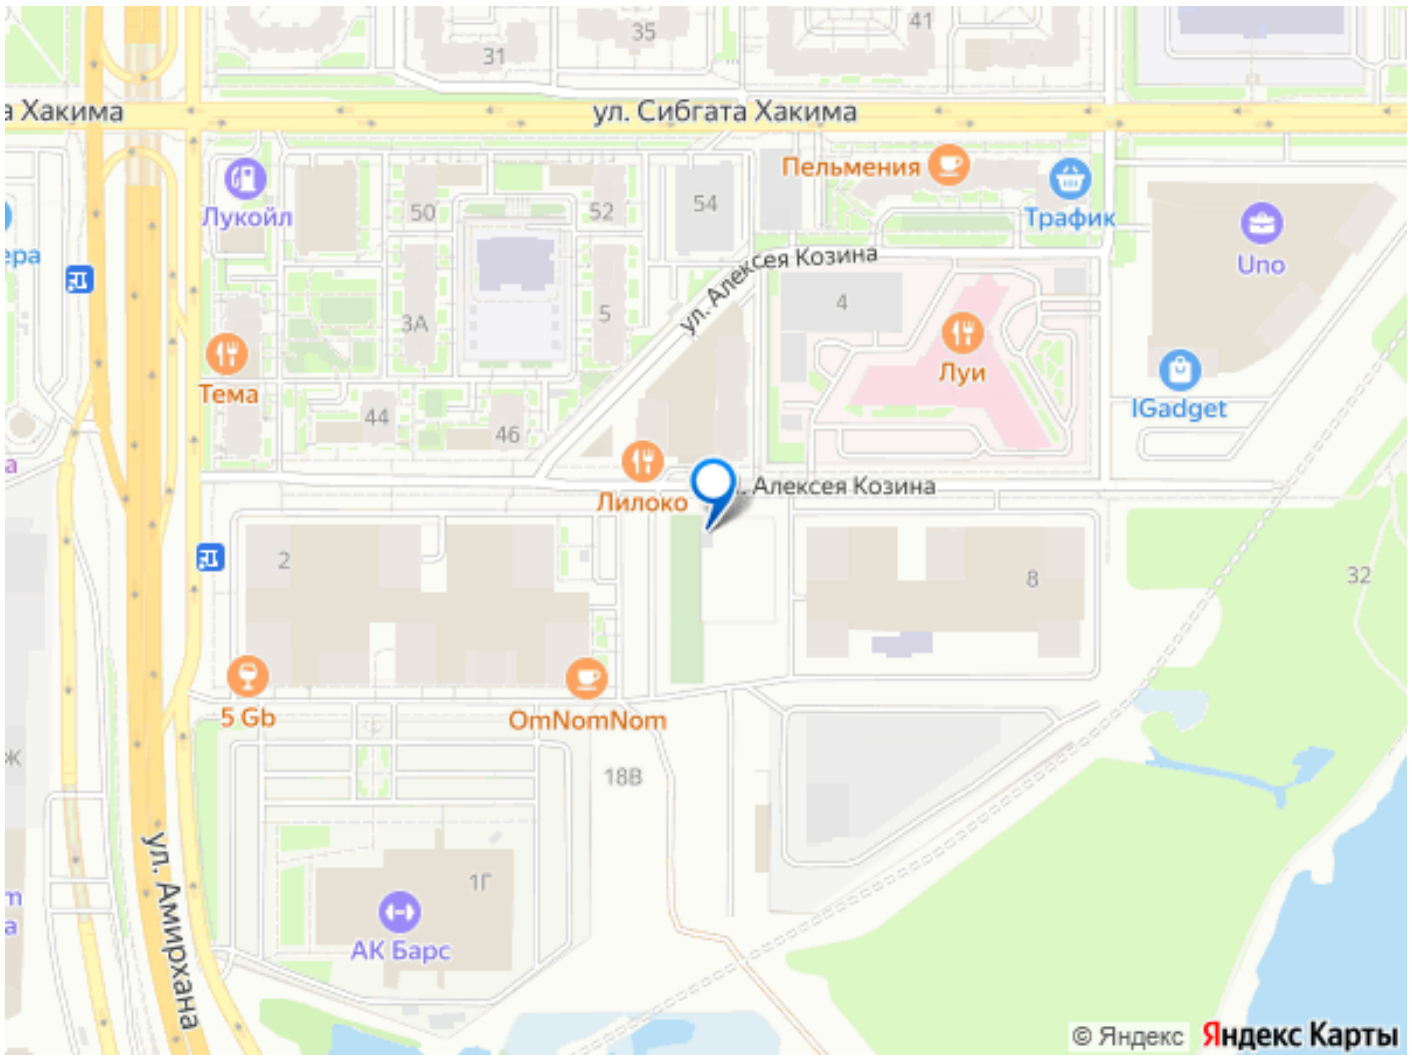 31
35
41
а Хакима
ул. Сибгата Хакима
Пельмения
Лукойл
50
52
54
Трафик
Uno
ера
ул. Алексея Козина
3А
5
4
Луи
Тема
44
46
IGadget
а
Лилоко
. Алексея Козина
2
8
32
5 Gb
OmNomNom
Ж
18В
ул. Амирхана
1Г
m
а
АК Барс
© Яндекс Яндекс Карты